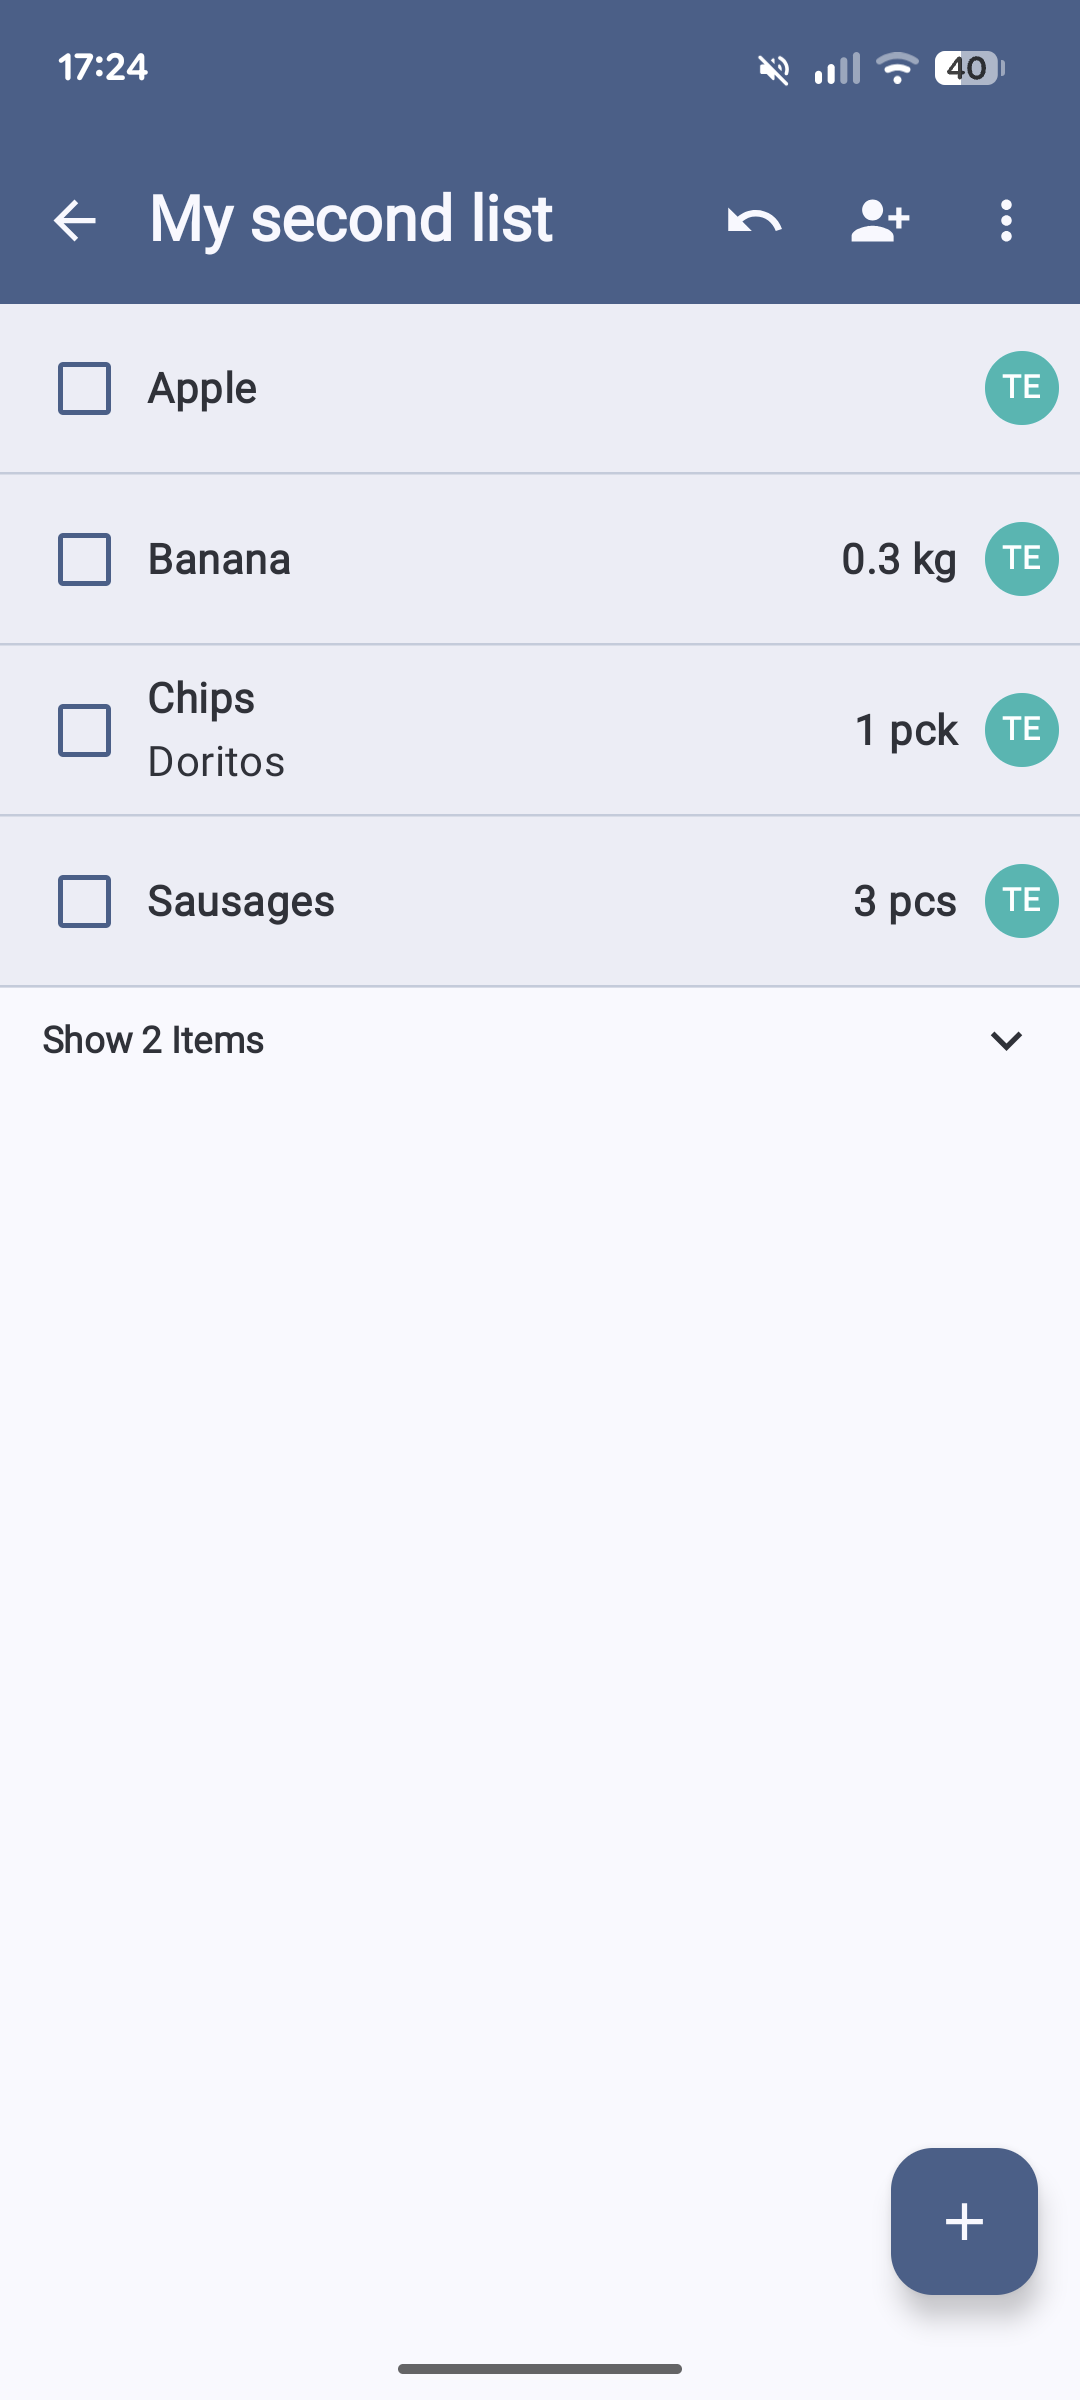 17:24
40
My second list
Apple
TE
Banana
0.3 kg
TE
Chips
Doritos
1 pck
TE
Sausages
3 pcs
TE
Show 2 Items